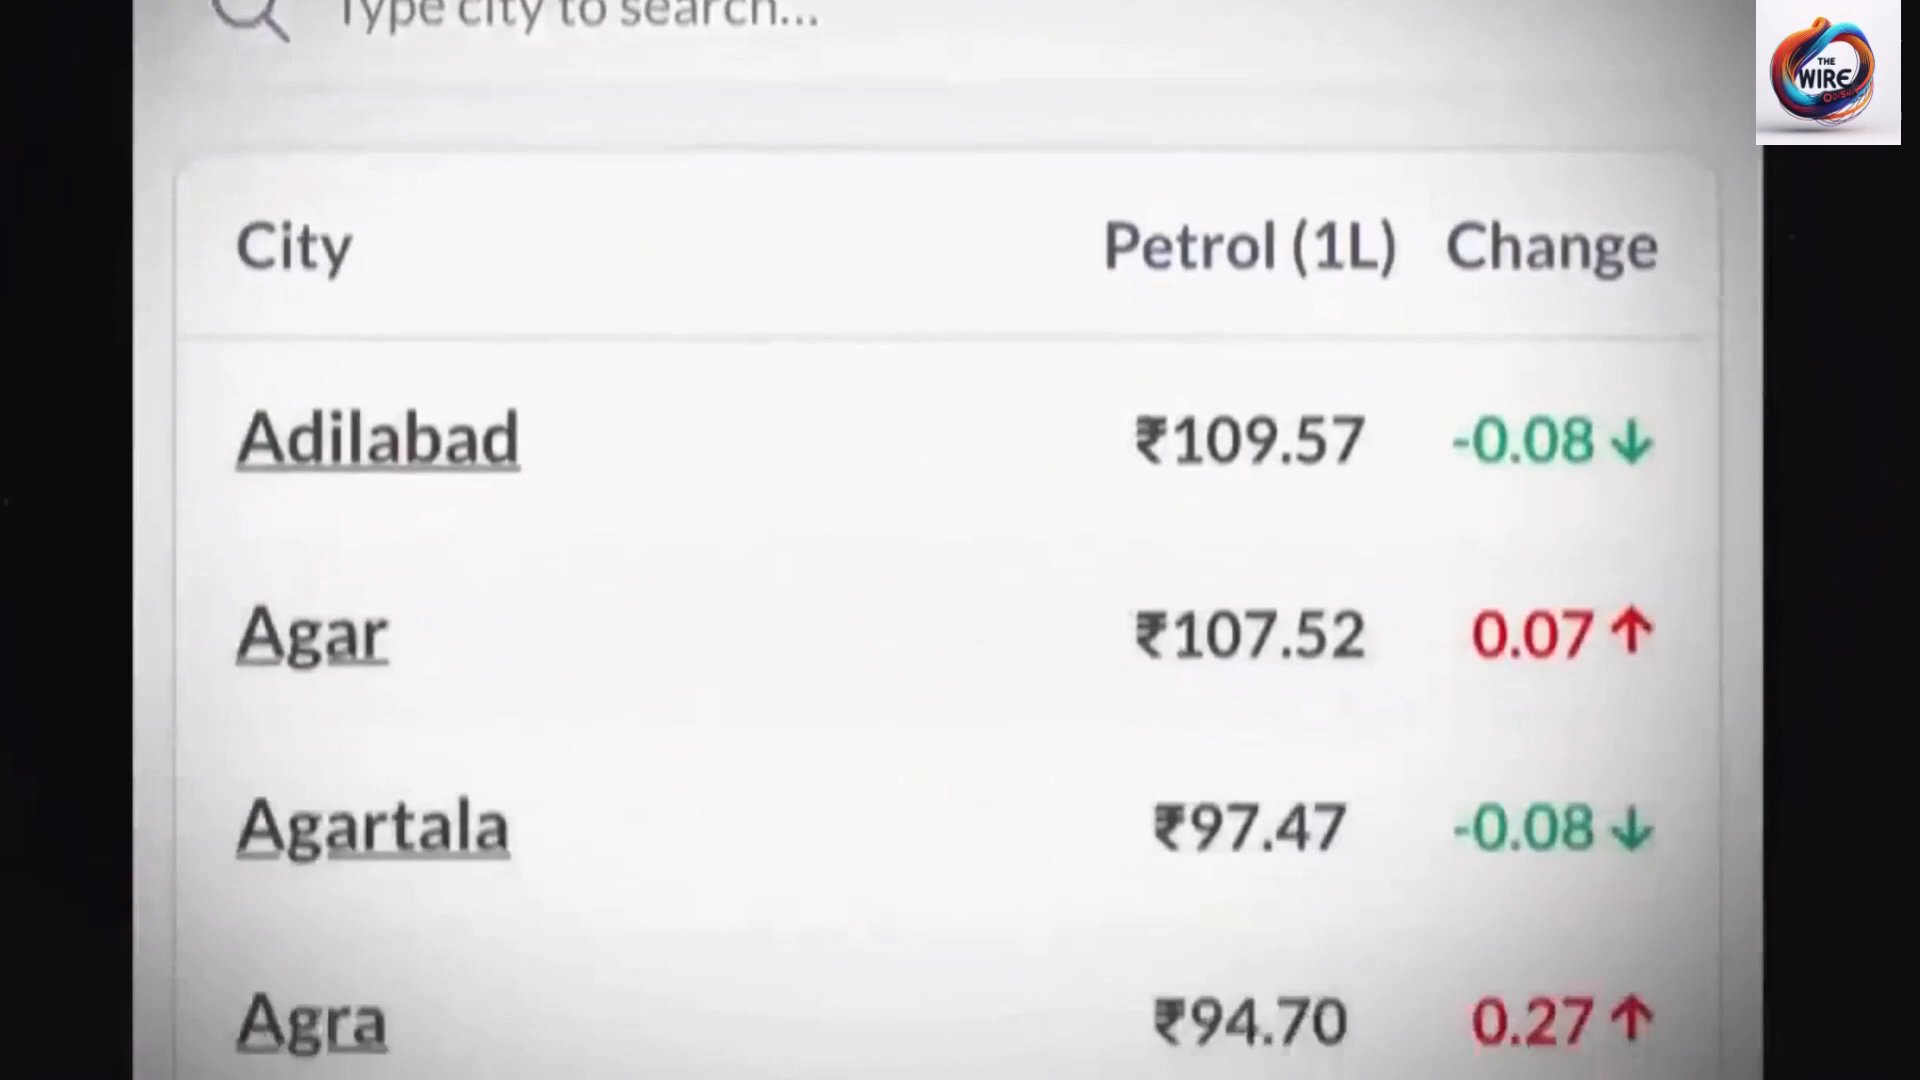 Type city to search...
THE
WIRE
ODISHA
City Petrol (1L) Change
Adilabad ₹109.57 -0.08 ↓
Agar ₹107.52 0.07 ↑
Agartala ₹97.47 -0.08 ↓
Agra ₹94.70 0.27 ↑